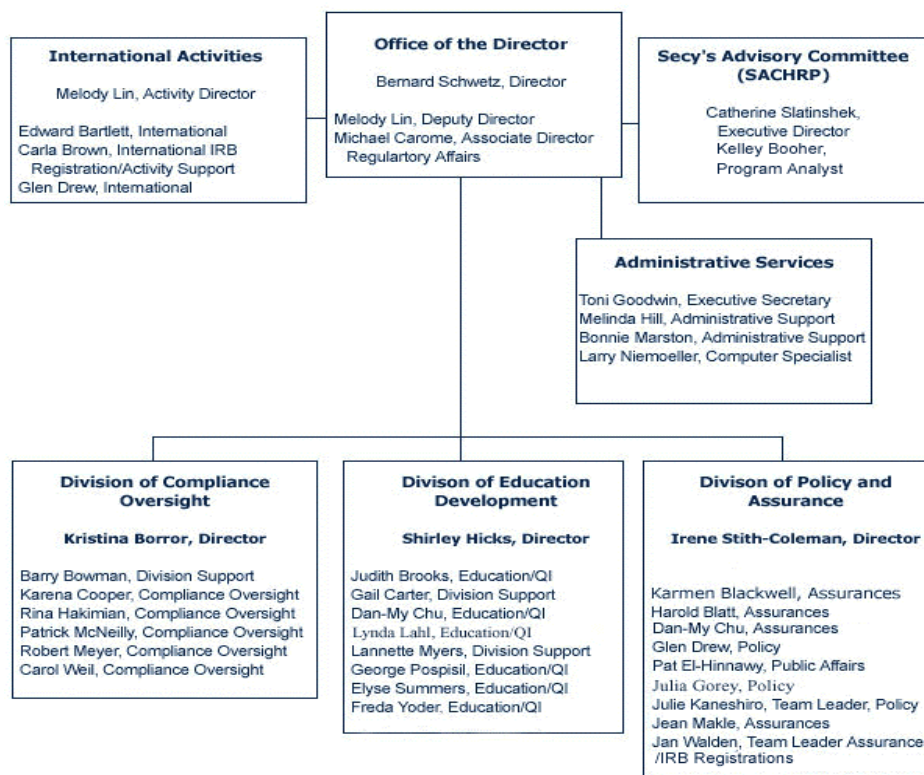 International Activities
Melody Lin, Activity Director
Edward Bartlett, International
Carla Brown, International IRB
Registration/Activity Support
Glen Drew, International
Office of the Director
Bernard Schwetz, Director
Melody Lin, Deputy Director
Michael Carome, Associate Director
Regulartory Affairs
Secy's Advisory Committee
(SACHRP)
Catherine Slatinshek,
Executive Director
Kelley Booher,
Program Analyst
Administrative Services
Toni Goodwin, Executive Secretary
Melinda Hill, Administrative Support
Bonnie Marston, Administrative Support
Larry Niemoeller, Computer Specialist
Division of Compliance
Oversight
Kristina Borror, Director
Barry Bowman, Division Support
Karena Cooper, Compliance Oversight
Rina Hakimian, Compliance Oversight
Patrick McNeilly, Compliance Oversight
Robert Meyer, Compliance Oversight
Carol Weil, Compliance Oversight
Divison of Education
Development
Shirley Hicks, Director
Judith Brooks, Education/QI
Gail Carter, Division Support
Dan-My Chu, Education/QI
Lynda Lahl, Education/QI
Lannette Myers, Division Support
George Pospisil, Education/QI
Elyse Summers, Education/QI
Freda Yoder, Education/QI
Divison of Policy and
Assurance
Irene Stith-Coleman, Director
Karmen Blackwell, Assurances
Harold Blatt, Assurances
Dan-My Chu, Assurances
Glen Drew, Policy
Pat El-Hinnawy, Public Affairs
Julia Gorey, Policy
Julie Kaneshiro, Team Leader, Policy
Jean Makle, Assurances
Jan Walden, Team Leader Assurance
/IRB Registrations